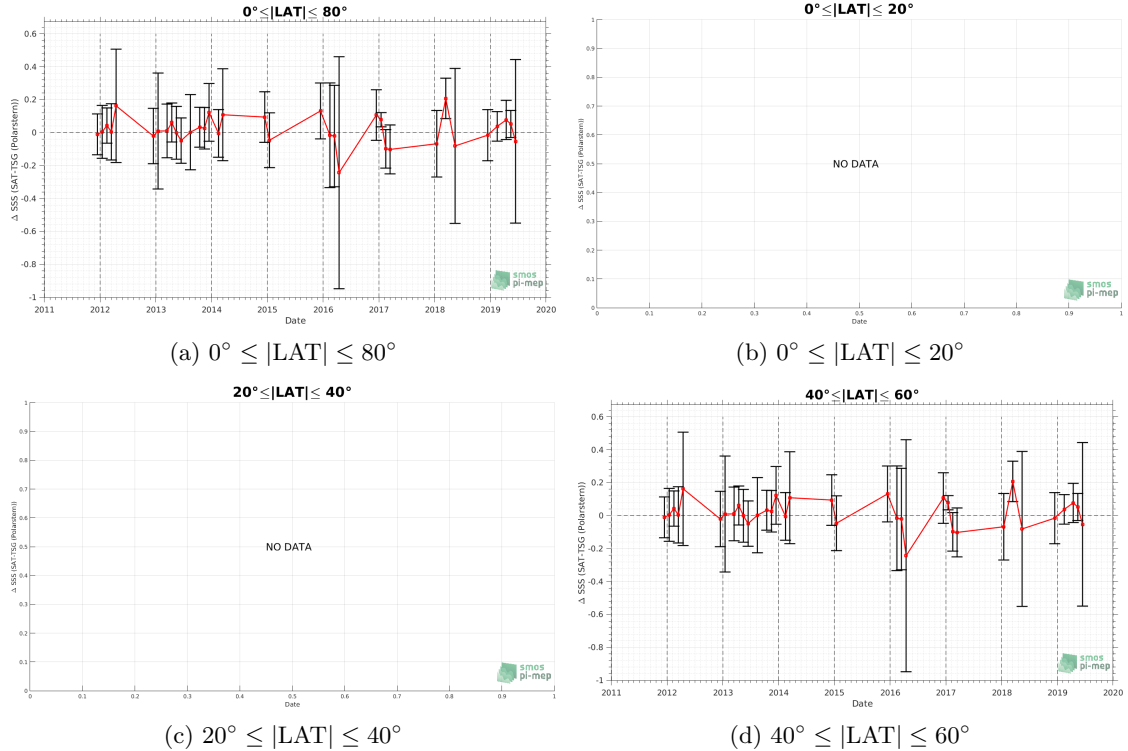 0°≤|LAT|≤ 80°
0.6
0.4
0.2
0
-0.2
-0.4
-0.6
-0.8
-1
Δ SSS (SAT-TSG (Polarstern))
2011 2012 2013 2014 2015 2016 2017 2018 2019 2020
Date
smos
pi-mep
(a) 0° ≤ |LAT| ≤ 80°
0°≤|LAT|≤ 20°
1
0.9
0.8
0.7
0.6
0.5
0.4
0.3
0.2
0.1
0
Δ SSS (SAT-TSG (Polarstern))
NO DATA
0 0.1 0.2 0.3 0.4 0.5 0.6 0.7 0.8 0.9 1
Date
smos
pi-mep
(b) 0° ≤ |LAT| ≤ 20°
20°≤|LAT|≤ 40°
1
0.9
0.8
0.7
0.6
0.5
0.4
0.3
0.2
0.1
0
Δ SSS (SAT-TSG (Polarstern))
NO DATA
0 0.1 0.2 0.3 0.4 0.5 0.6 0.7 0.8 0.9 1
Date
smos
pi-mep
(c) 20° ≤ |LAT| ≤ 40°
40°≤|LAT|≤ 60°
0.6
0.4
0.2
0
-0.2
-0.4
-0.6
-0.8
-1
Δ SSS (SAT-TSG (Polarstern))
2011 2012 2013 2014 2015 2016 2017 2018 2019 2020
Date
smos
pi-mep
(d) 40° ≤ |LAT| ≤ 60°